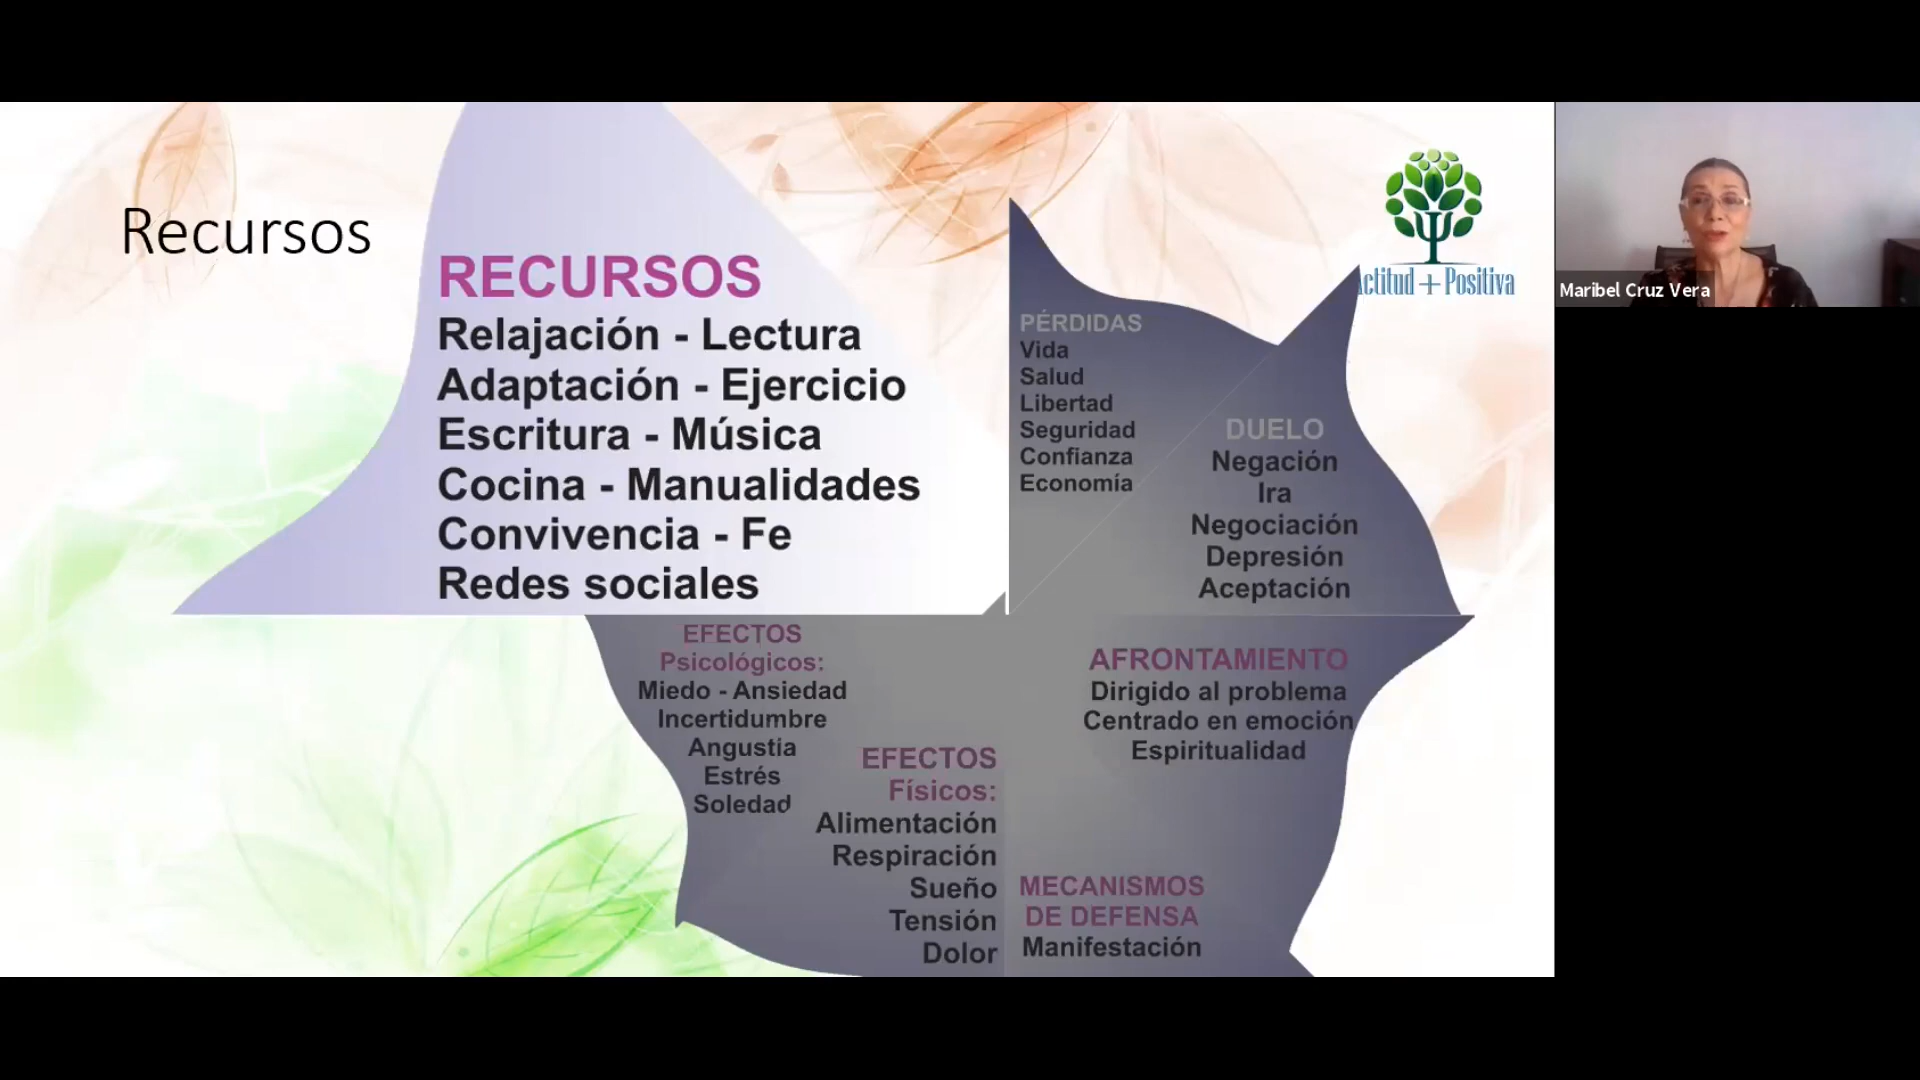 Recursos
RECURSOS
Relajación - Lectura
Adaptación - Ejercicio
Escritura - Música
Cocina - Manualidades
Convivencia - Fe
Redes sociales
PÉRDIDAS
Vida
Salud
Libertad
Seguridad
Confianza
Economía
DUELO
Negación
Ira
Negociación
Depresión
Aceptación
EFECTOS
Psicológicos:
Miedo - Ansiedad
Incertidumbre
Angustia
Estrés
Soledad
EFECTOS
Físicos:
Alimentación
Respiración
Sueño
Tensión
Dolor
AFRONTAMIENTO
Dirigido al problema
Centrado en emoción
Espiritualidad
MECANISMOS
DE DEFENSA
Manifestación
ctitud + Positiva
Maribel Cruz Vera